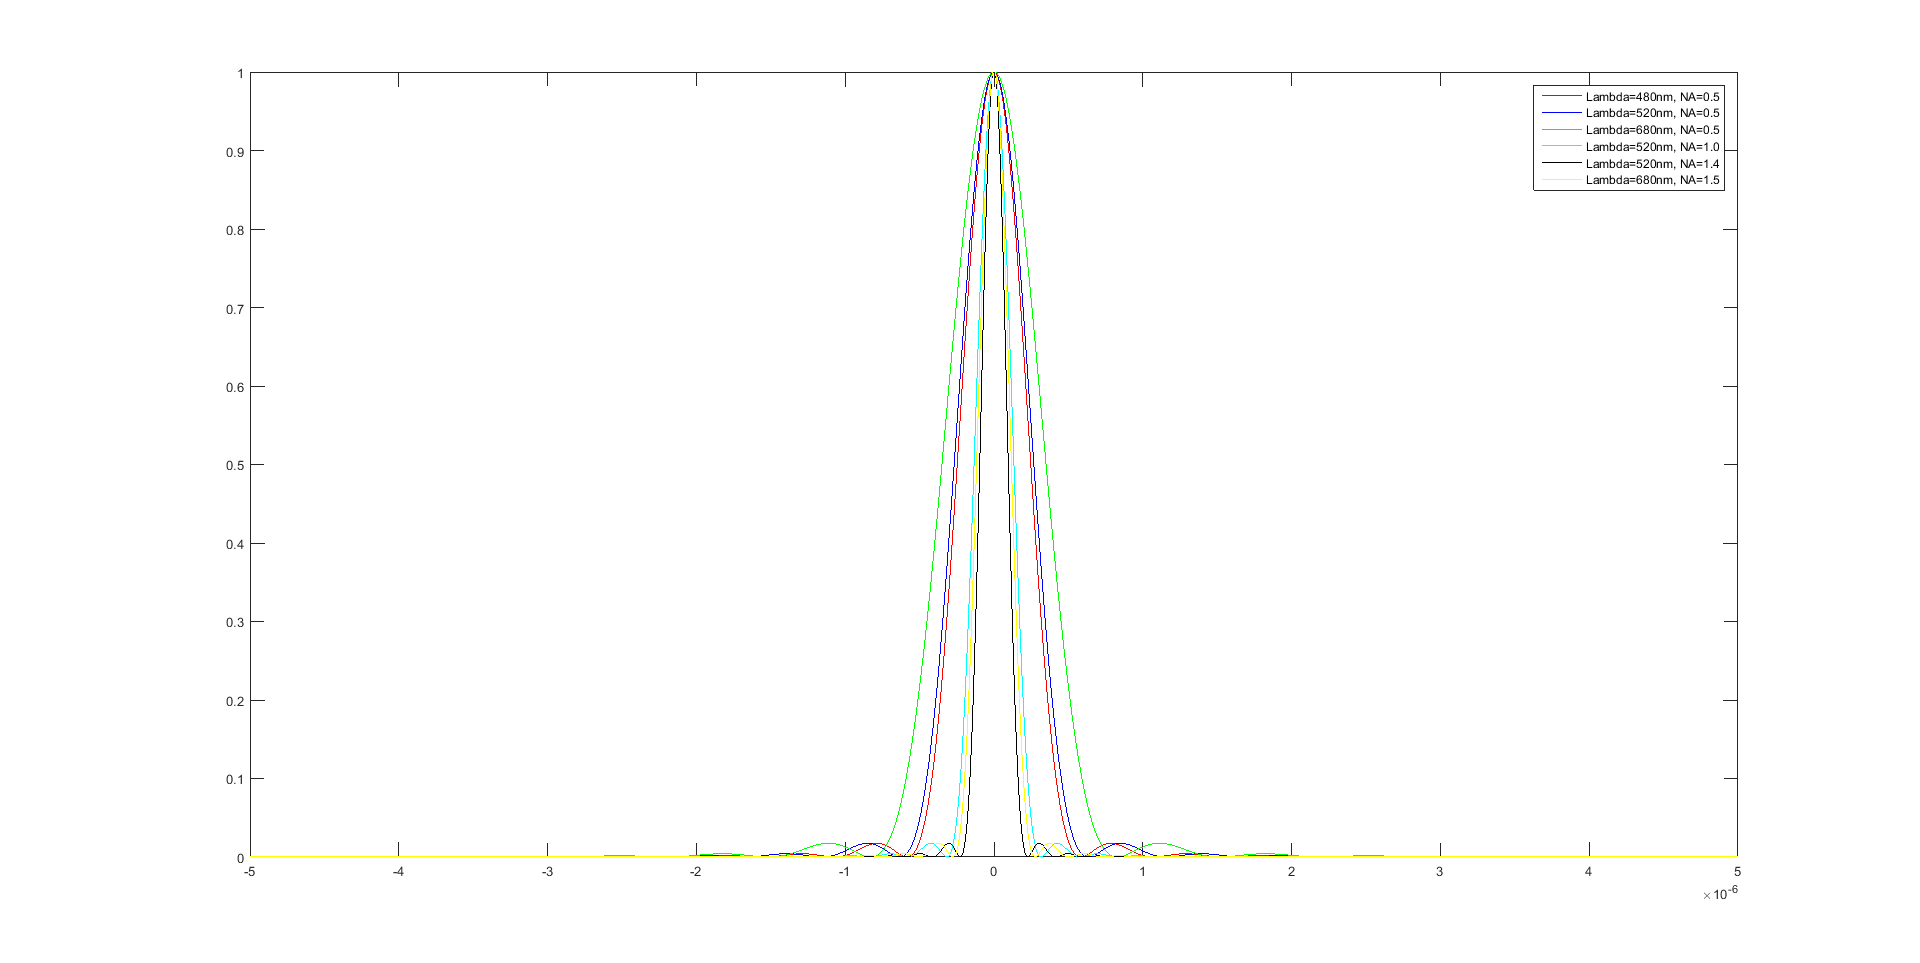 1
0.9
0.8
0.7
0.6
0.5
0.4
0.3
0.2
0.1
0
Lambda=480nm, NA=0.5
Lambda=520nm, NA=0.5
Lambda=680nm, NA=0.5
Lambda=520nm, NA=1.0
Lambda=520nm, NA=1.4
Lambda=680nm, NA=1.5
-5 -4 -3 -2 -1 0 1 2 3 4 5
×10^-6